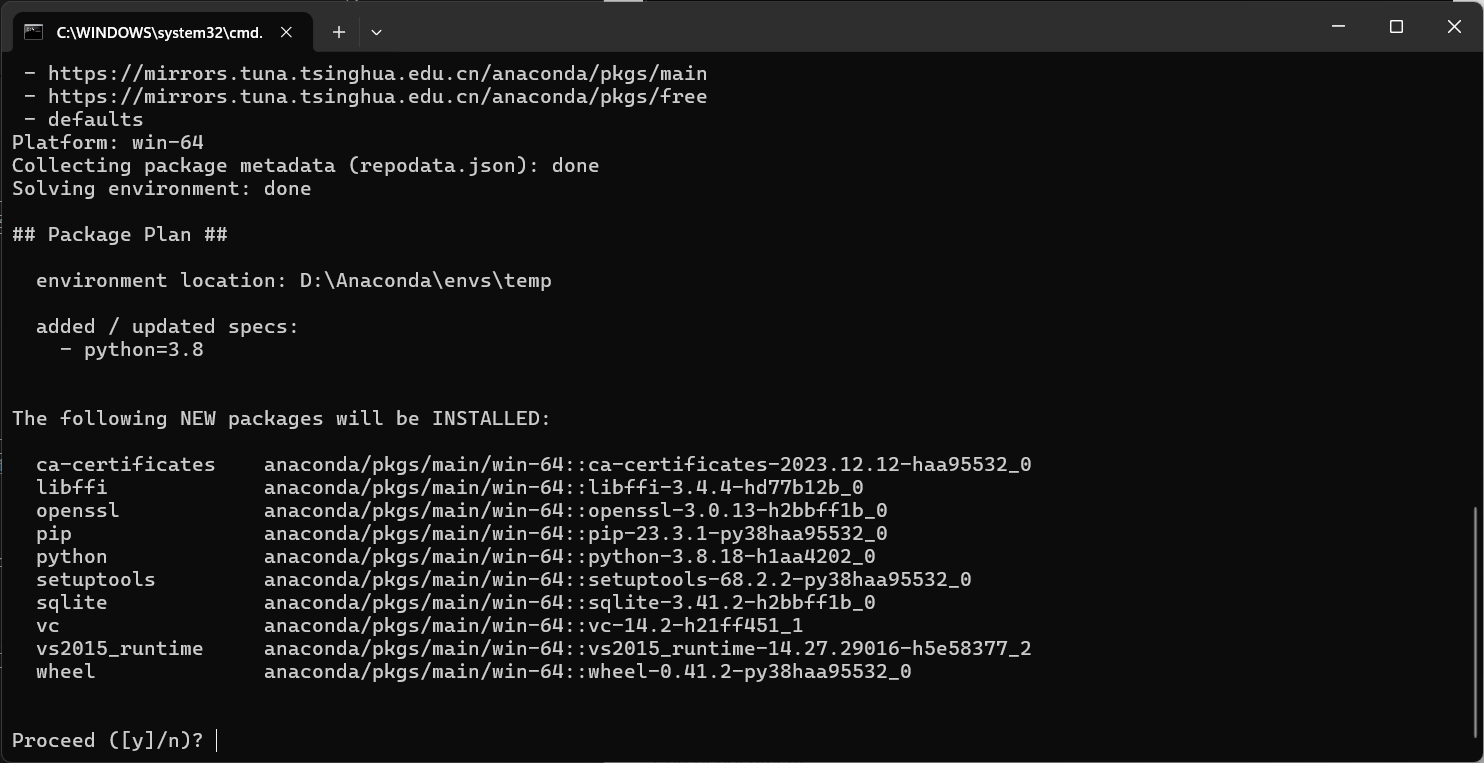 C:\WINDOWS\system32\cmd.
- https://mirrors.tuna.tsinghua.edu.cn/anaconda/pkgs/main
- https://mirrors.tuna.tsinghua.edu.cn/anaconda/pkgs/free
- defaults
Platform: win-64
Collecting package metadata (repodata.json): done
Solving environment: done
## Package Plan ##
environment location: D:\Anaconda\envs\temp
added / updated specs:
- python=3.8
The following NEW packages will be INSTALLED:
ca-certificates anaconda/pkgs/main/win-64::ca-certificates-2023.12.12-haa95532_0
libffi anaconda/pkgs/main/win-64::libffi-3.4.4-hd77b12b_0
openssl anaconda/pkgs/main/win-64::openssl-3.0.13-h2bbff1b_0
pip anaconda/pkgs/main/win-64::pip-23.3.1-py38haa95532_0
python anaconda/pkgs/main/win-64::python-3.8.18-h1aa4202_0
setuptools anaconda/pkgs/main/win-64::setuptools-68.2.2-py38haa95532_0
sqlite anaconda/pkgs/main/win-64::sqlite-3.41.2-h2bbff1b_0
vc anaconda/pkgs/main/win-64::vc-14.2-h21ff451_1
vs2015_runtime anaconda/pkgs/main/win-64::vs2015_runtime-14.27.29016-h5e58377_2
wheel anaconda/pkgs/main/win-64::wheel-0.41.2-py38haa95532_0
Proceed ([y]/n)?